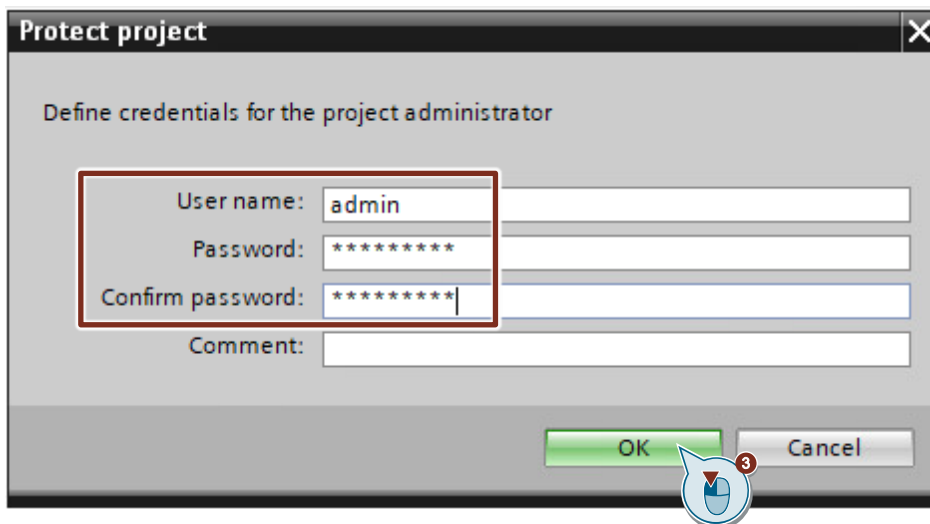 Protect project
Define credentials for the project administrator
User name: admin
Password: *********
Confirm password: *********
Comment:
OK Cancel
3